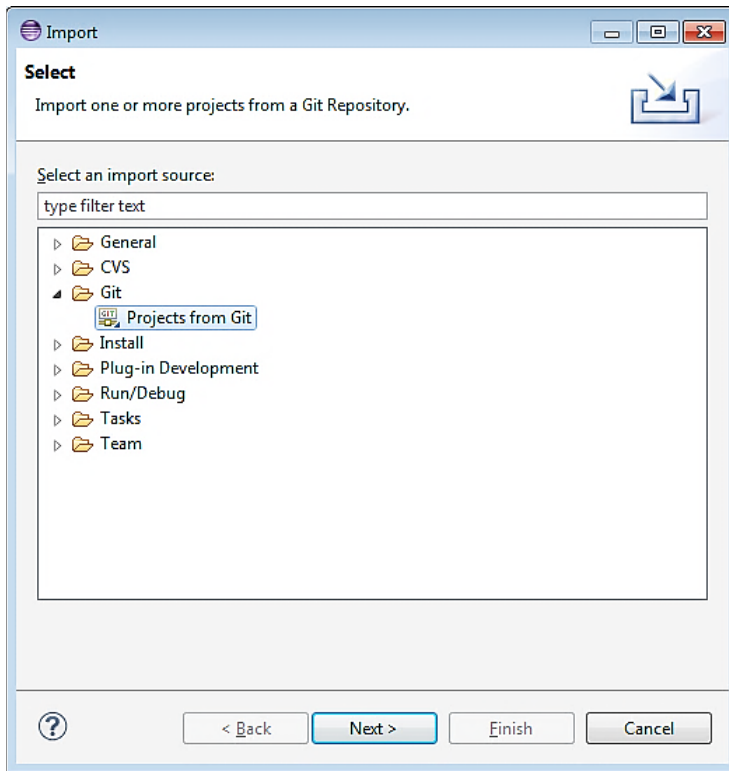 Import
Select
Import one or more projects from a Git Repository.
Select an import source:
type filter text
General
CVS
Git
GIT Projects from Git
Install
Plug-in Development
Run/Debug
Tasks
Team
? < Back Next > Finish Cancel